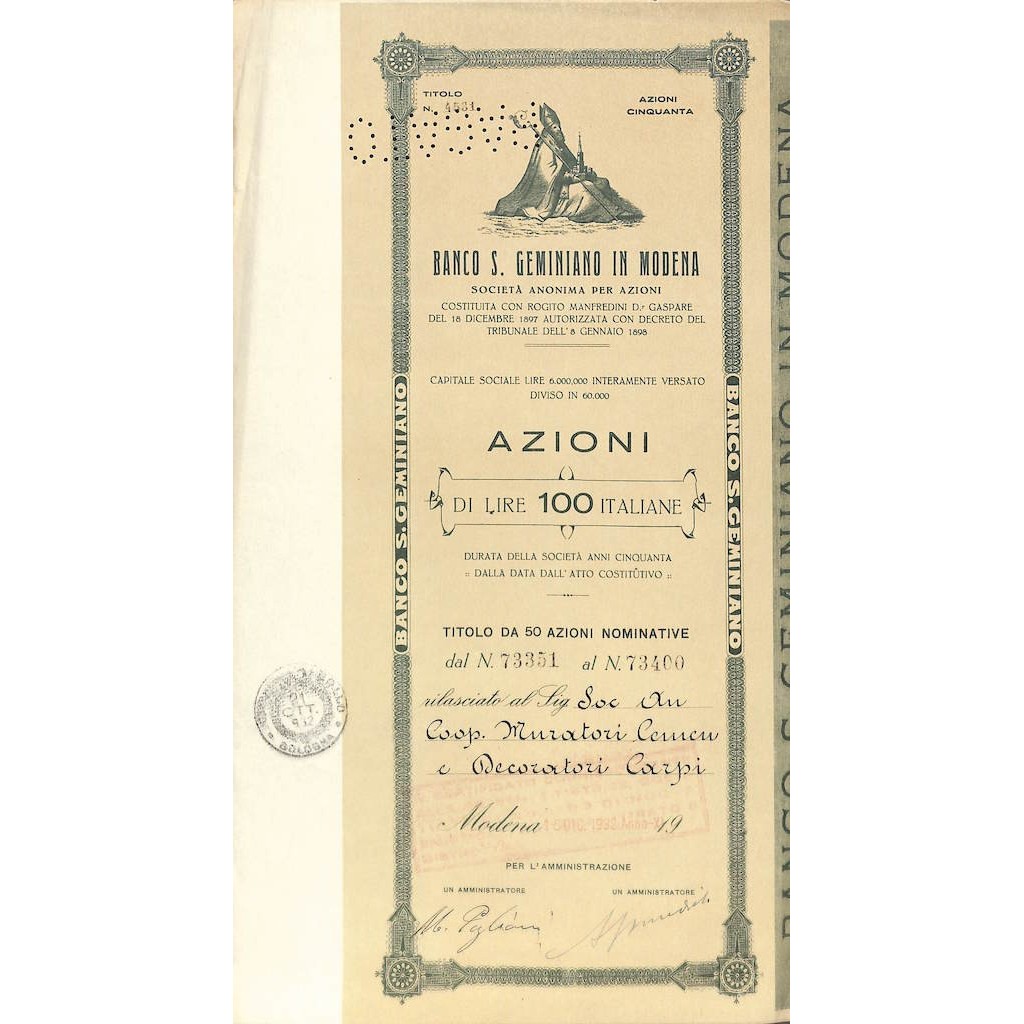 TITOLO
N. 4531
AZIONI
CINQUANTA
BANCO S. GEMINIANO IN MODENA
SOCIETÀ ANONIMA PER AZIONI
COSTITUITA CON ROGITO MANFREDINI D.r GASPARE
DEL 18 DICEMBRE 1897 AUTORIZZATA CON DECRETO DEL
TRIBUNALE DELL'8 GENNAIO 1898
CAPITALE SOCIALE LIRE 6.000,000 INTERAMENTE VERSATO
DIVISO IN 60.000
AZIONI
DI LIRE 100 ITALIANE
DURATA DELLA SOCIETÀ ANNI CINQUANTA
:: DALLA DATA DALL'ATTO COSTITUTIVO ::
TITOLO DA 50 AZIONI NOMINATIVE
dal N. 73351 al N. 73400
rilasciato al Sig. Soc An
Coop. Muratori Cemen
e Decoratori Carpi
Modena 19
PER L'AMMINISTRAZIONE
UN AMMINISTRATORE
UN AMMINISTRATORE
BANCO S. GEMINIANO
BANCO S. GEMINIANO
BANCO S. GEMINIANO IN MODENA
BOLLO
21
OTT.
BOLOGNA